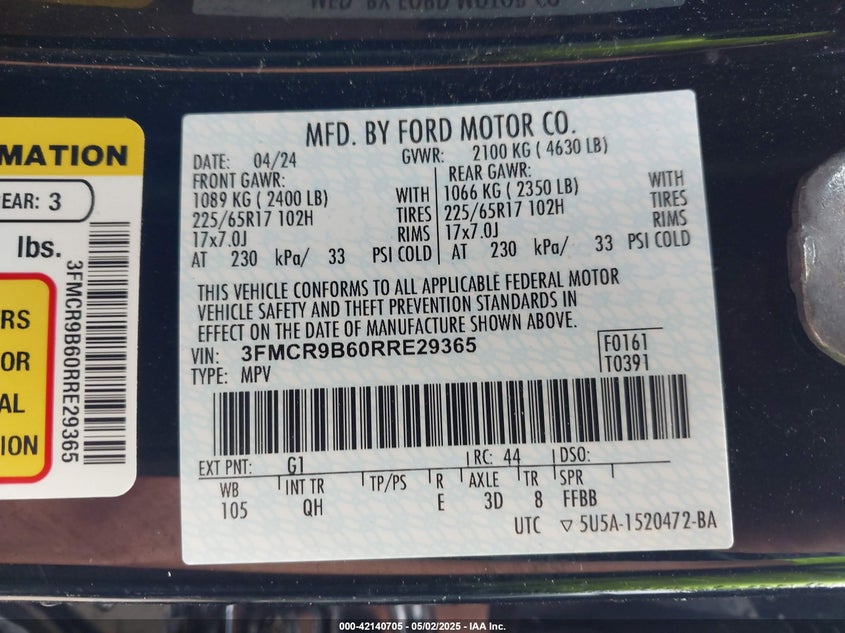 WED BX FORD MOTOR CO
MATION
EAR: 3
lbs.
RS
OR
AL
ION
3FMCR9B60RRE29365
MFD. BY FORD MOTOR CO.
DATE: 04/24 GVWR: 2100 KG ( 4630 LB)
FRONT GAWR: REAR GAWR:
1089 KG ( 2400 LB) WITH 1066 KG ( 2350 LB) WITH
225/65R17 102H TIRES 225/65R17 102H TIRES
17x7.0J RIMS 17x7.0J RIMS
AT 230 kPa/ 33 PSI COLD AT 230 kPa/ 33 PSI COLD
THIS VEHICLE CONFORMS TO ALL APPLICABLE FEDERAL MOTOR
VEHICLE SAFETY AND THEFT PREVENTION STANDARDS IN
EFFECT ON THE DATE OF MANUFACTURE SHOWN ABOVE.
VIN: 3FMCR9B60RRE29365 F0161
TYPE: MPV T0391
EXT PNT: G1 RC: 44 DSO:
WB INT TR TP/PS R AXLE TR SPR
105 QH E 3D 8 FFBB
UTC ▽ 5U5A-1520472-BA
000-42140705 - 05/02/2025 - IAA Inc.